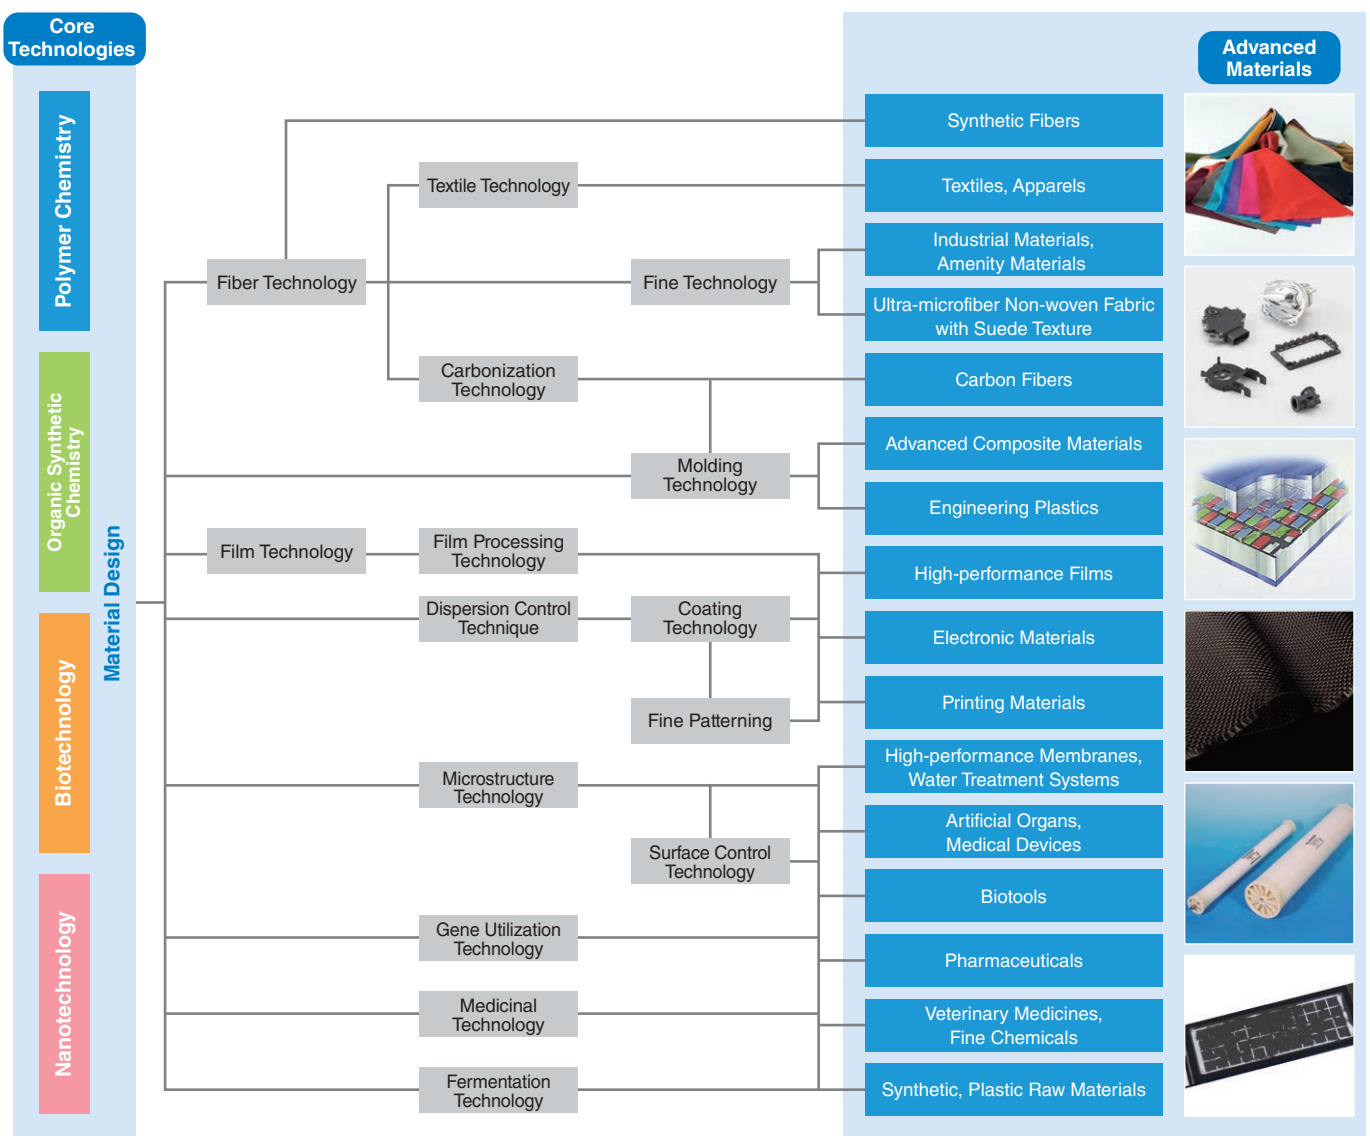 Core
Technologies
Advanced
Materials
Polymer Chemistry
Organic Synthetic
Chemistry
Biotechnology
Nanotechnology
Material Design
Synthetic Fibers
Textile Technology
Textiles, Apparels
Industrial Materials,
Amenity Materials
Fiber Technology
Fine Technology
Ultra-microfiber Non-woven Fabric
with Suede Texture
Carbonization
Technology
Carbon Fibers
Advanced Composite Materials
Molding
Technology
Engineering Plastics
Film Technology
Film Processing
Technology
High-performance Films
Dispersion Control
Technique
Coating
Technology
Electronic Materials
Fine Patterning
Printing Materials
High-performance Membranes,
Water Treatment Systems
Microstructure
Technology
Artificial Organs,
Medical Devices
Surface Control
Technology
Biotools
Gene Utilization
Technology
Pharmaceuticals
Medicinal
Technology
Veterinary Medicines,
Fine Chemicals
Fermentation
Technology
Synthetic, Plastic Raw Materials